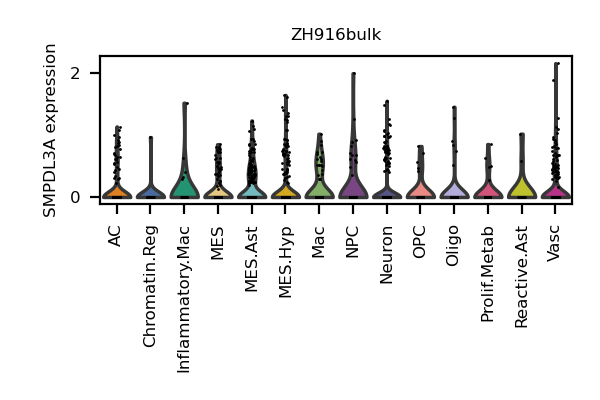 ZH916bulk
SMPDL3A expression
2
0
AC
Chromatin.Reg
Inflammatory.Mac
MES
MES.Ast
MES.Hyp
Mac
NPC
Neuron
OPC
Oligo
Prolif.Metab
Reactive.Ast
Vasc